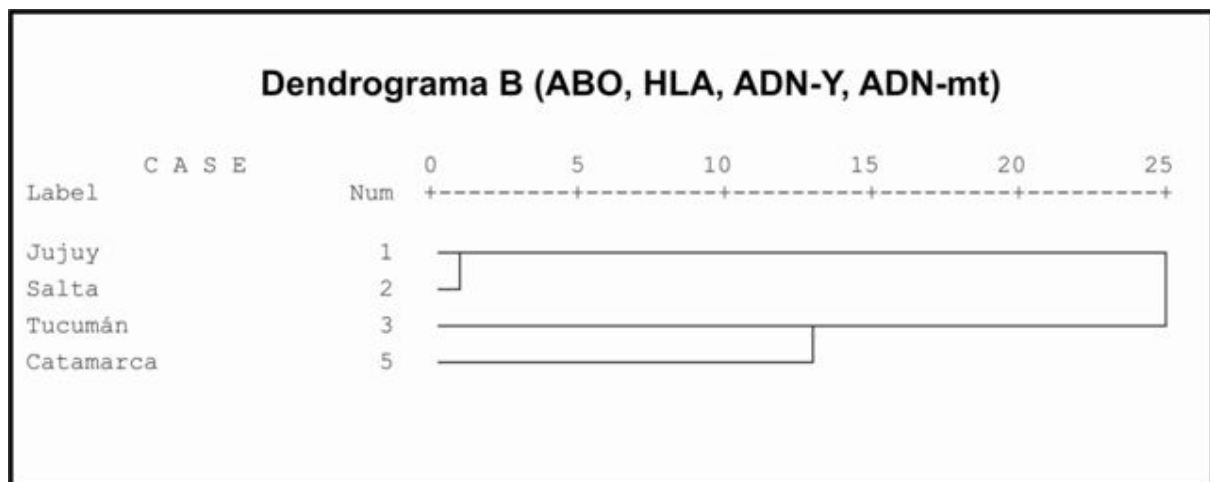 Dendrograma B (ABO, HLA, ADN-Y, ADN-mt)
C A S E 0 5 10 15 20 25
Label Num +---------+---------+---------+---------+---------+
Jujuy 1
Salta 2
Tucumán 3
Catamarca 5